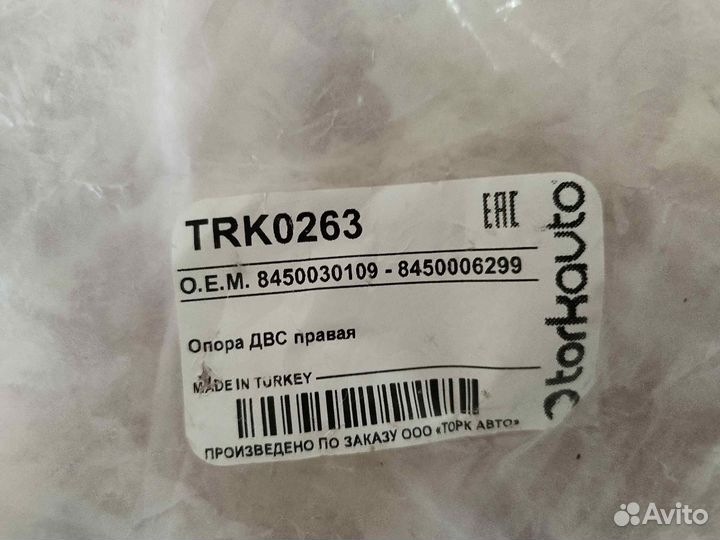 TRK0263
EAC
O.E.M. 8450030109 - 8450006299
Опора ДВС правая
MADE IN TURKEY
ПРОИЗВЕДЕНО ПО ЗАКАЗУ ООО «ТОРК АВТО»
torkauto
Avito